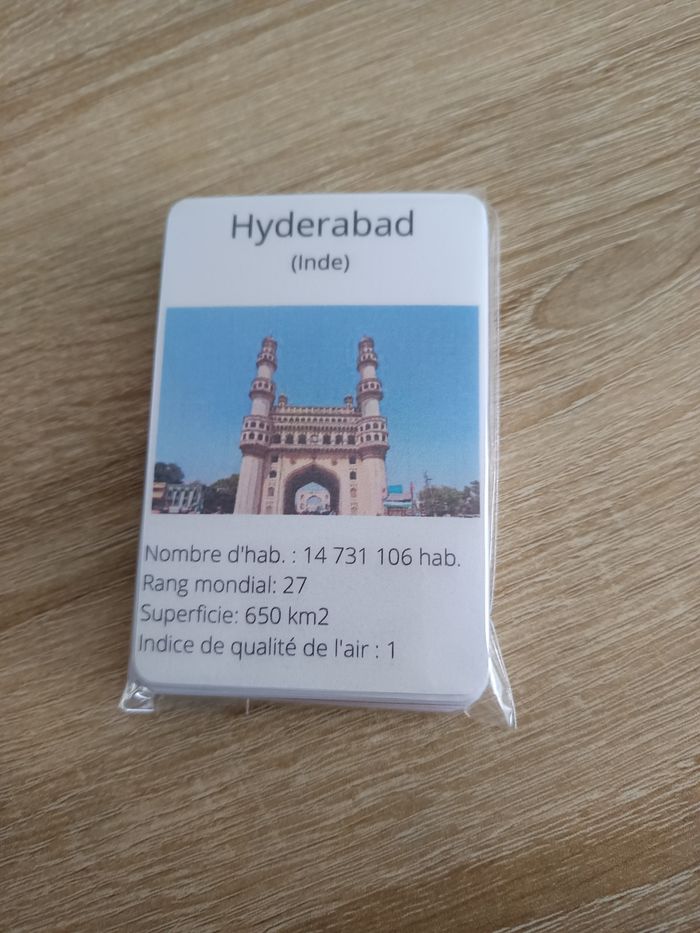 Hyderabad
(Inde)
Nombre d'hab. : 14 731 106 hab.
Rang mondial: 27
Superficie: 650 km2
Indice de qualité de l'air : 1